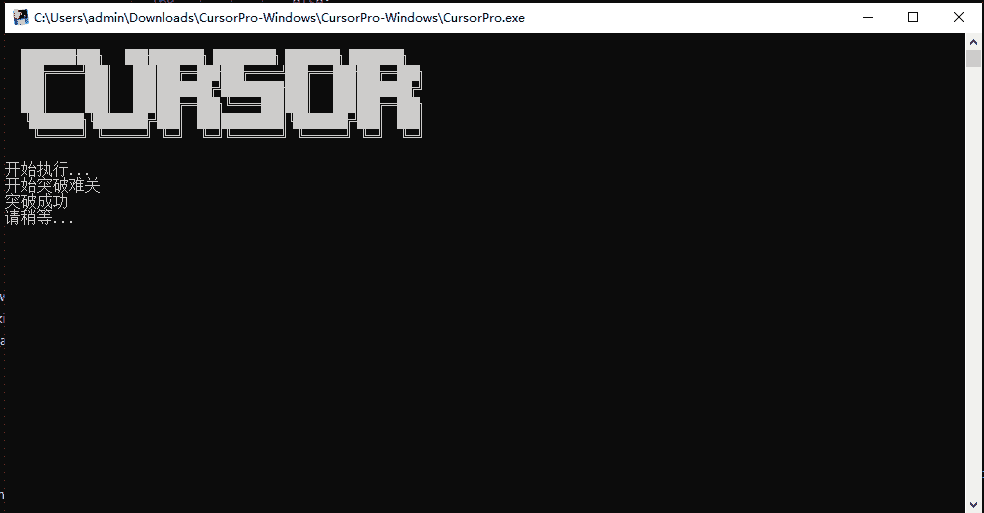 C:\Users\admin\Downloads\CursorPro-Windows\CursorPro-Windows\CursorPro.exe
CURSOR
开始执行...
开始突破难关
突破成功
请稍等...